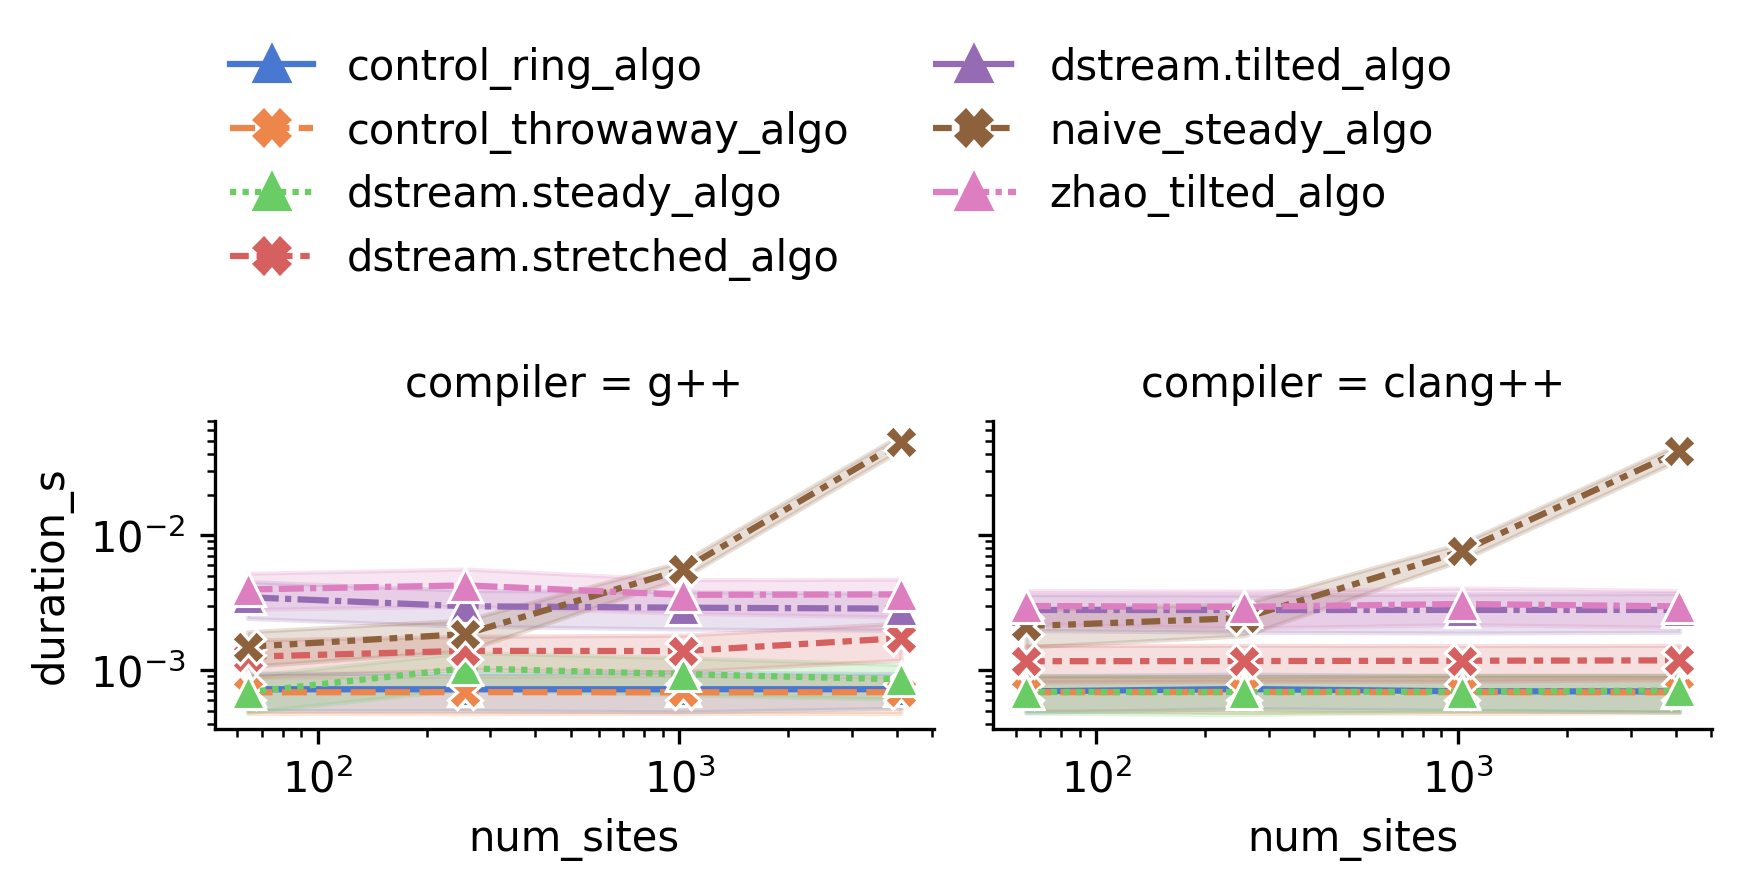 control_ring_algo
control_throwaway_algo
dstream.steady_algo
dstream.stretched_algo
dstream.tilted_algo
naive_steady_algo
zhao_tilted_algo
compiler = g++
compiler = clang++
duration_s
10⁻²
10⁻³
10² 10³
10² 10³
num_sites
num_sites